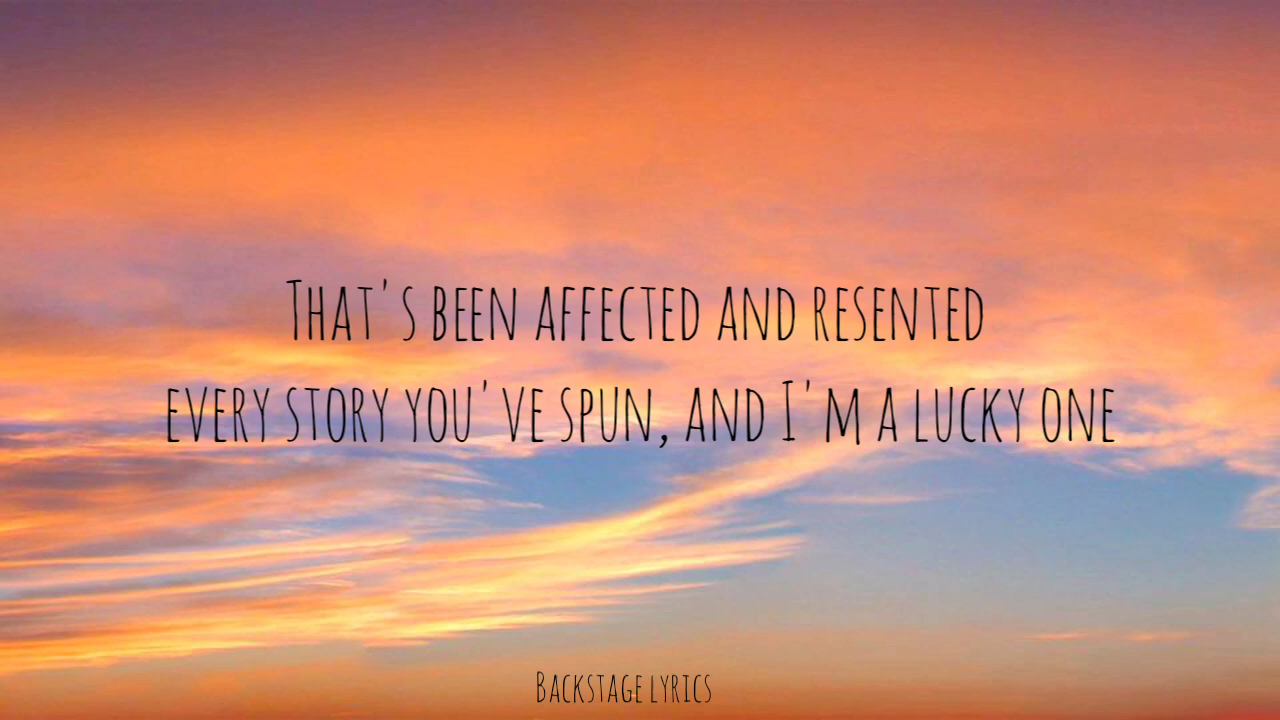 That's been affected and resented
every story you've spun, and I'm a lucky one
Backstage lyrics